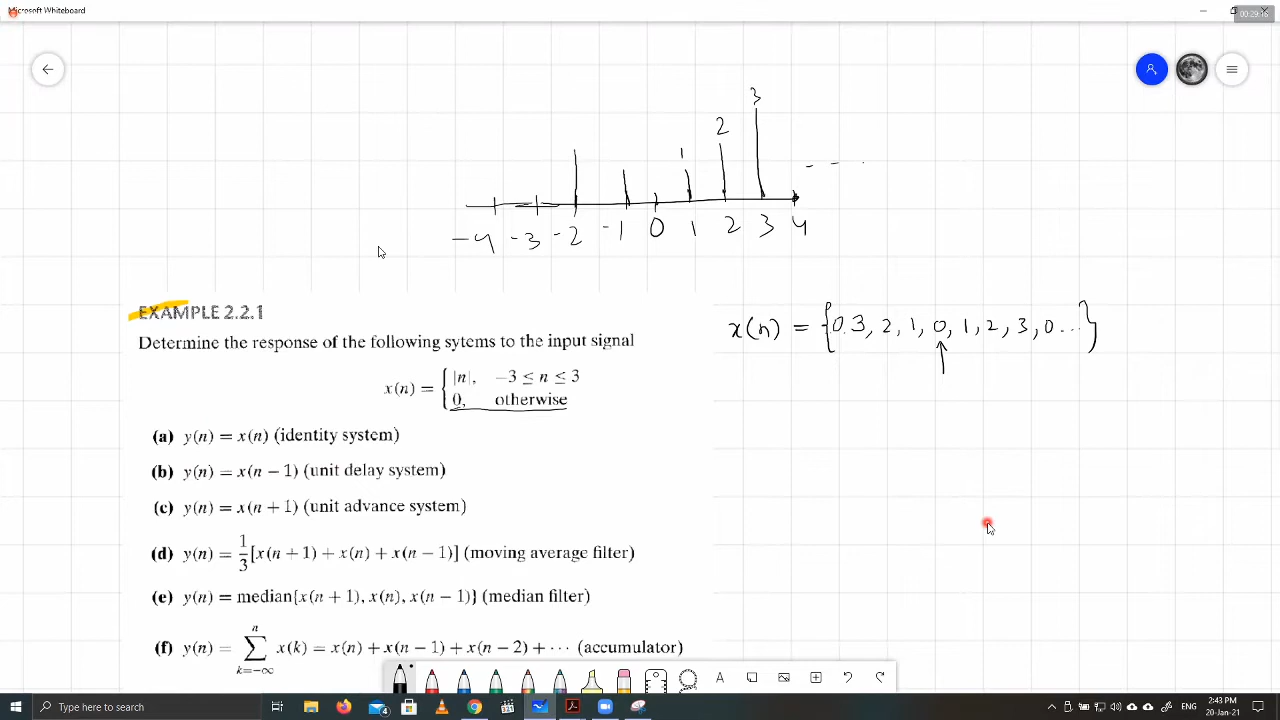 Microsoft Whiteboard
00:29:16
3
2
1
-4 -3 -2 -1 0 1 2 3 4
EXAMPLE 2.2.1
Determine the response of the following sytems to the input signal
x(n) = { |n|, −3 ≤ n ≤ 3
0, otherwise
x(n) = {0 3, 2, 1, 0, 1, 2, 3, 0 ... }
↑
(a) y(n) = x(n) (identity system)
(b) y(n) = x(n − 1) (unit delay system)
(c) y(n) = x(n + 1) (unit advance system)
(d) y(n) = 1/3 [x(n + 1) + x(n) + x(n − 1)] (moving average filter)
(e) y(n) = median{x(n + 1), x(n), x(n − 1)] (median filter)
(f) y(n) = ∑ n k=−∞ x(k) = x(n) + x(n − 1) + x(n − 2) + ··· (accumulator)
A
Type here to search
ENG
2:43 PM
20-Jan-21